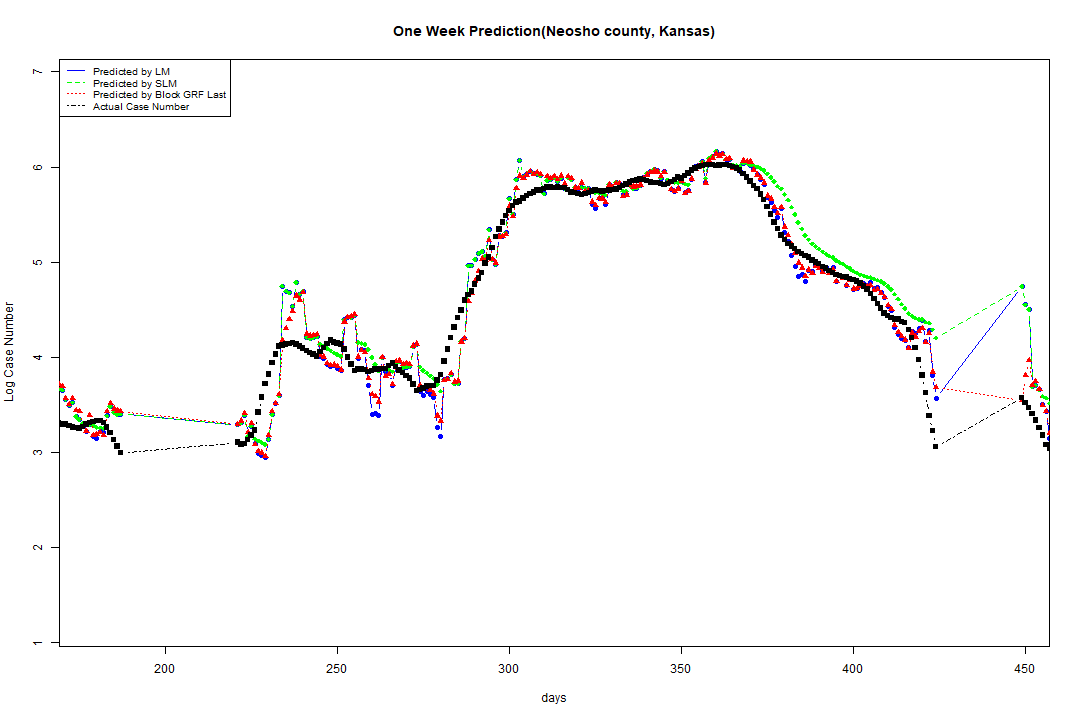 One Week Prediction(Neosho county, Kansas)
Predicted by LM
Predicted by SLM
Predicted by Block GRF Last
Actual Case Number
7
6
5
4
3
2
1
Log Case Number
200 250 300 350 400 450
days